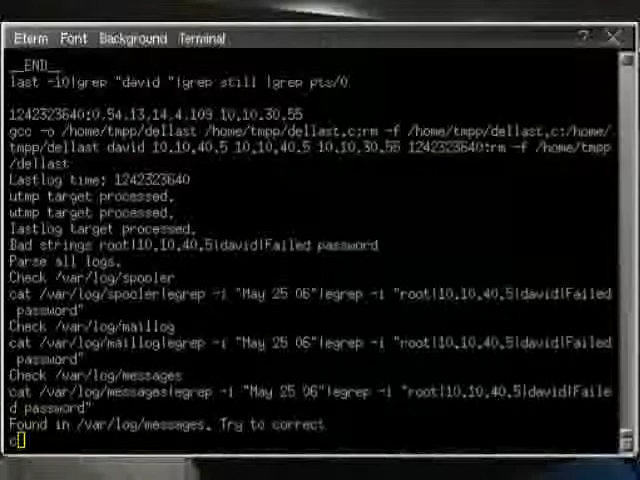 Eterm Font Background Terminal ? X
__END__
last -i0|grep "david "|grep still |grep pts/0
1242323640:0.54.13,14.4.109 10.10.30.55
gcc -o /home/tmpp/dellast /home/tmpp/dellast.c;rm -f /home/tmpp/dellast.c;/home/
tmpp/dellast david 10.10.40.5 10.10.40.5 10.10.30.55 1242323640;rm -f /home/tmpp
/dellast
Lastlog time: 1242323640
utmp target processed.
wtmp target processed.
lastlog target processed.
Bad strings root|10.10.40.5|david|Failed password
Parse all logs.
Check /var/log/spooler
cat /var/log/spooler|egrep -i "May 25 06"|egrep -i "root|10.10.40.5|david|Failed
 password"
Check /var/log/maillog
cat /var/log/maillog|egrep -i "May 25 06"|egrep -i "root|10.10.40.5|david|Failed
 password"
Check /var/log/messages
cat /var/log/messages|egrep -i "May 25 06"|egrep -i "root|10.10.40.5|david|Faile
d password"
Found in /var/log/messages. Try to correct
c